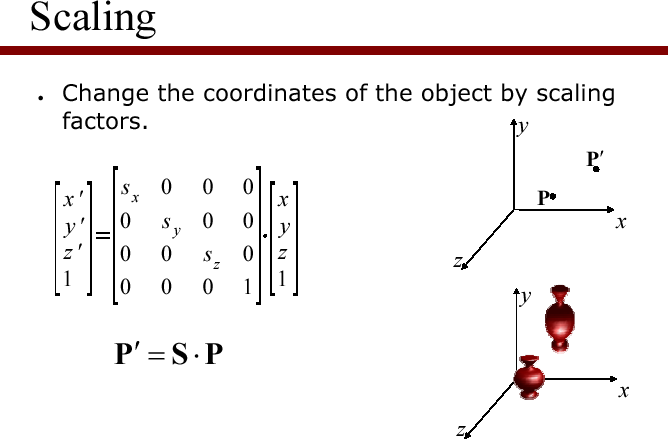 Scaling
• Change the coordinates of the object by scaling
factors.
y
P′
P
x
z
x′ s_x 0 0 0 x
y′ 0 s_y 0 0 y
z′ = 0 0 s_z 0 . z
1 0 0 0 1 1
P′ = S · P
y
x
z